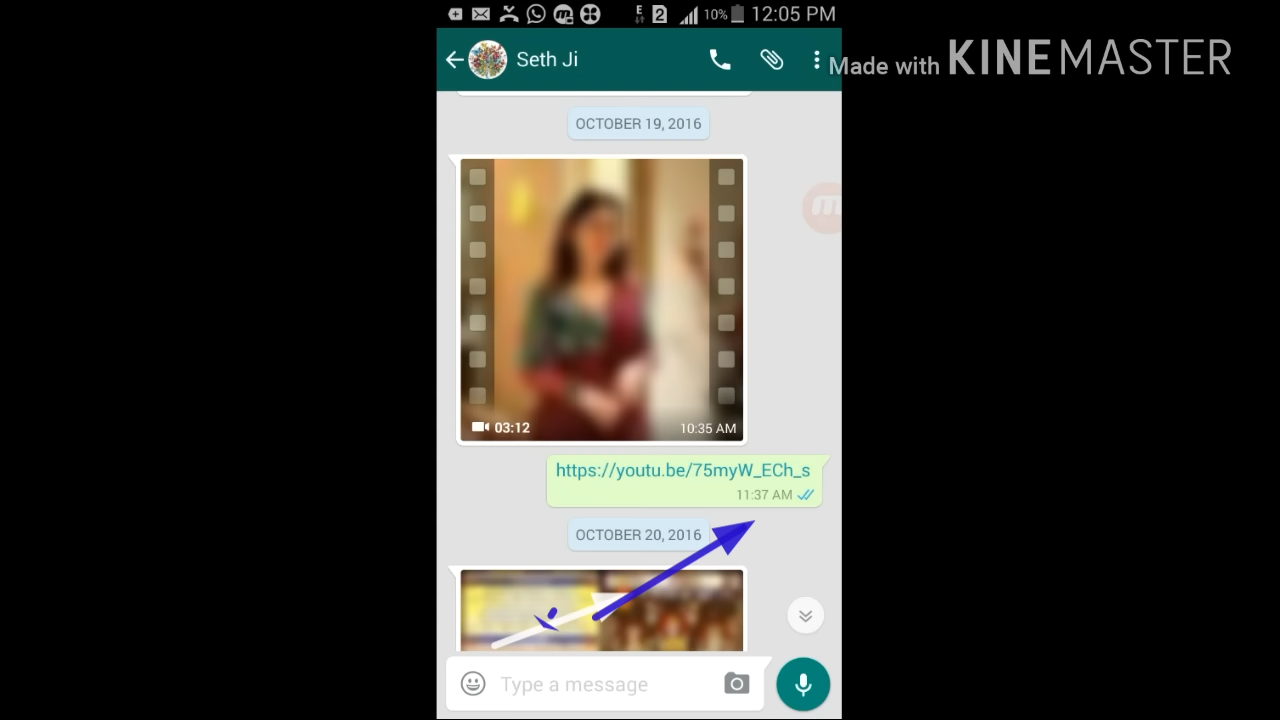 10% 12:05 PM
Seth Ji
Made with KINEMASTER
OCTOBER 19, 2016
03:12 10:35 AM
https://youtu.be/75myW_ECh_s
11:37 AM
OCTOBER 20, 2016
Type a message